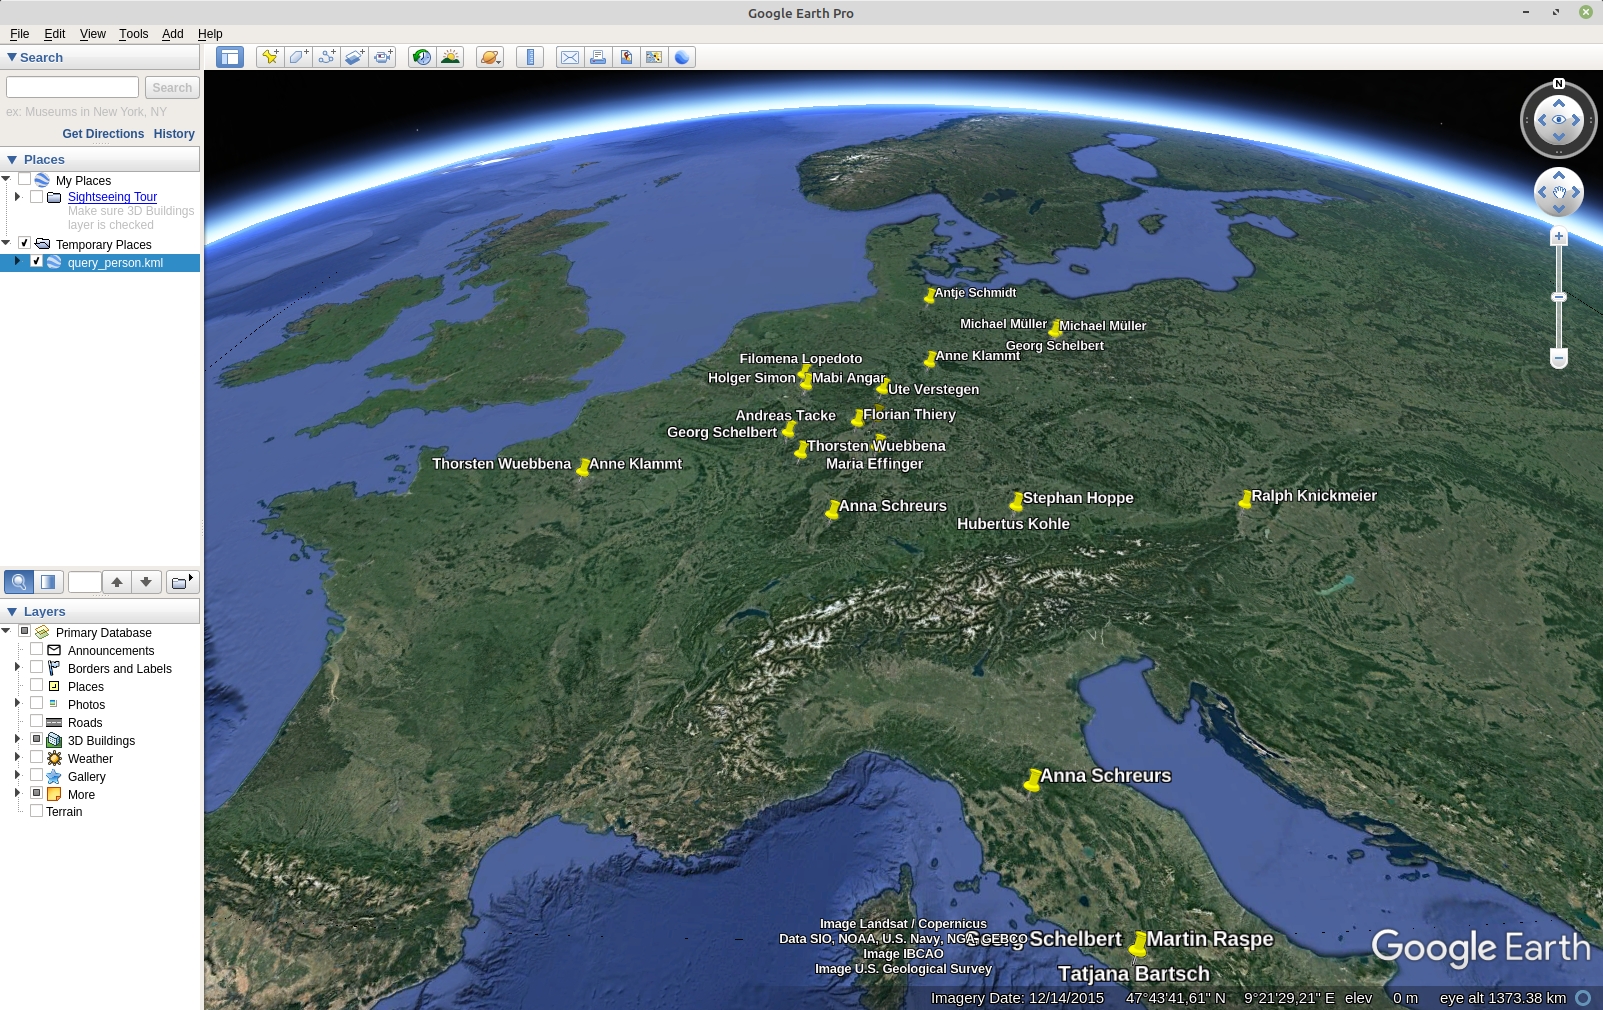 Google Earth Pro
File Edit View Tools Add Help
Search
Search
ex: Museums in New York, NY
Get Directions History
Places
My Places
Sightseeing Tour
Make sure 3D Buildings
layer is checked
Temporary Places
query_person.kml
Layers
Primary Database
Announcements
Borders and Labels
Places
Photos
Roads
3D Buildings
Weather
Gallery
More
Terrain
N
Antje Schmidt
Michael Müller Michael Müller
Georg Schelbert
Anne Klammt
Filomena Lopedoto
Holger Simon Mabi Angar
Ute Verstegen
Andreas Tacke Florian Thiery
Georg Schelbert
Thorsten Wuebbena
Maria Effinger
Thorsten Wuebbena Anne Klammt
Stephan Hoppe
Ralph Knickmeier
Anna Schreurs
Hubertus Kohle
Anna Schreurs
Georg Schelbert Martin Raspe
Tatjana Bartsch
Image Landsat / Copernicus
Data SIO, NOAA, U.S. Navy, NGA, GEBCO
Image IBCAO
Image U.S. Geological Survey
Google Earth
Imagery Date: 12/14/2015 47°43'41,61" N 9°21'29,21" E elev 0 m eye alt 1373.38 km